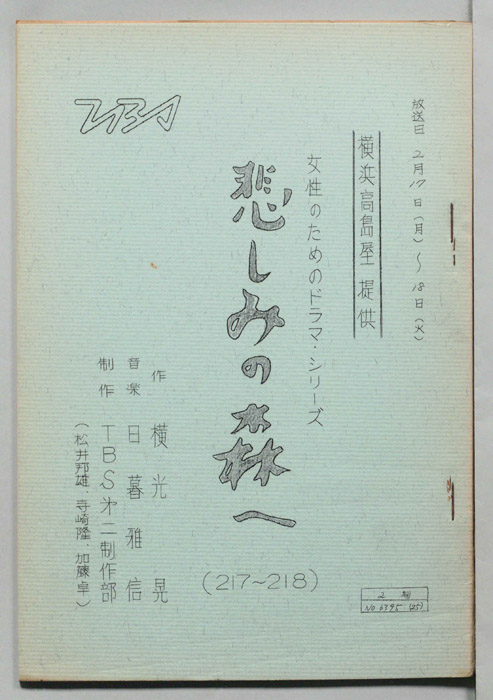 放送日 2月17日(月)〜18日(火)
横浜高島屋 提供
女性のためのドラマ・シリーズ
悲しみの森へ
(217〜218)
作 横光 晃
音楽 日暮雅信
制作 TBS第二制作部
(松井邦雄、寺崎隆、加藤卓)
TBS
NO 6395 (25)